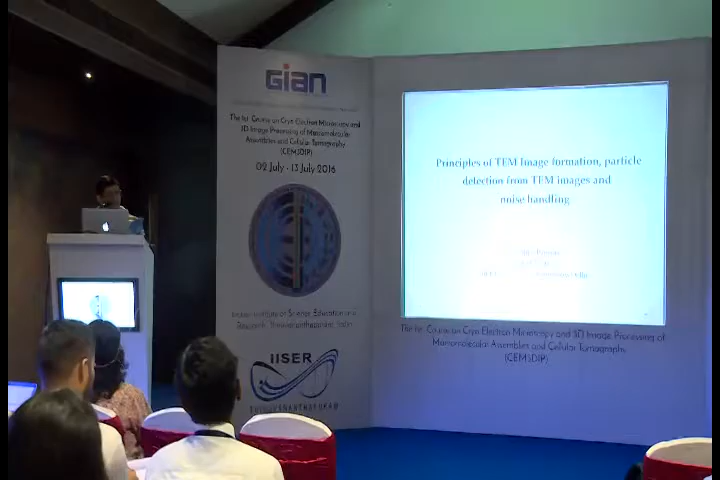 GIAN
The 1st Course on Cryo Electron Microscopy and
3D Image Processing of Macromolecular
Assemblies and Cellular Tomography
(CEM3DIP)
02 July - 13 July 2016
Indian Institute of Science Education and
Research, Thiruvananthapuram, India
IISER
THIRUVANANTHAPURAM
Principles of TEM Image formation, particle
detection from TEM images and
noise handling
The 1st Course on Cryo Electron Microscopy and 3D Image Processing of
Macromolecular Assemblies and Cellular Tomography
(CEM3DIP)